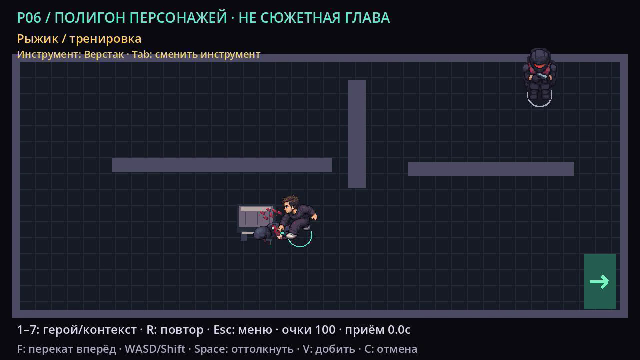 P06 / ПОЛИГОН ПЕРСОНАЖЕЙ · НЕ СЮЖЕТНАЯ ГЛАВА
Рыжик / тренировка
Инструмент: Верстак · Tab: сменить инструмент
1–7: герой/контекст · R: повтор · Esc: меню · очки 100 · приём 0.0с
F: перекат вперёд · WASD/Shift · Space: оттолкнуть · V: добить · C: отмена